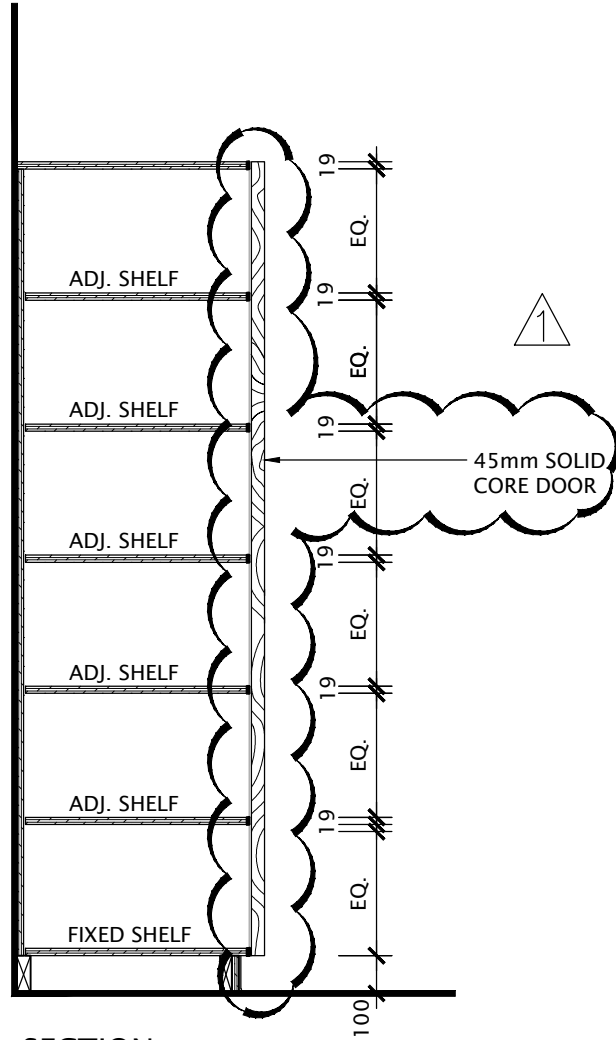 19
EQ.
ADJ. SHELF
19
1
EQ.
ADJ. SHELF
19
45mm SOLID
CORE DOOR
EQ.
ADJ. SHELF
19
EQ.
ADJ. SHELF
19
EQ.
ADJ. SHELF
19
EQ.
FIXED SHELF
100
SECTION